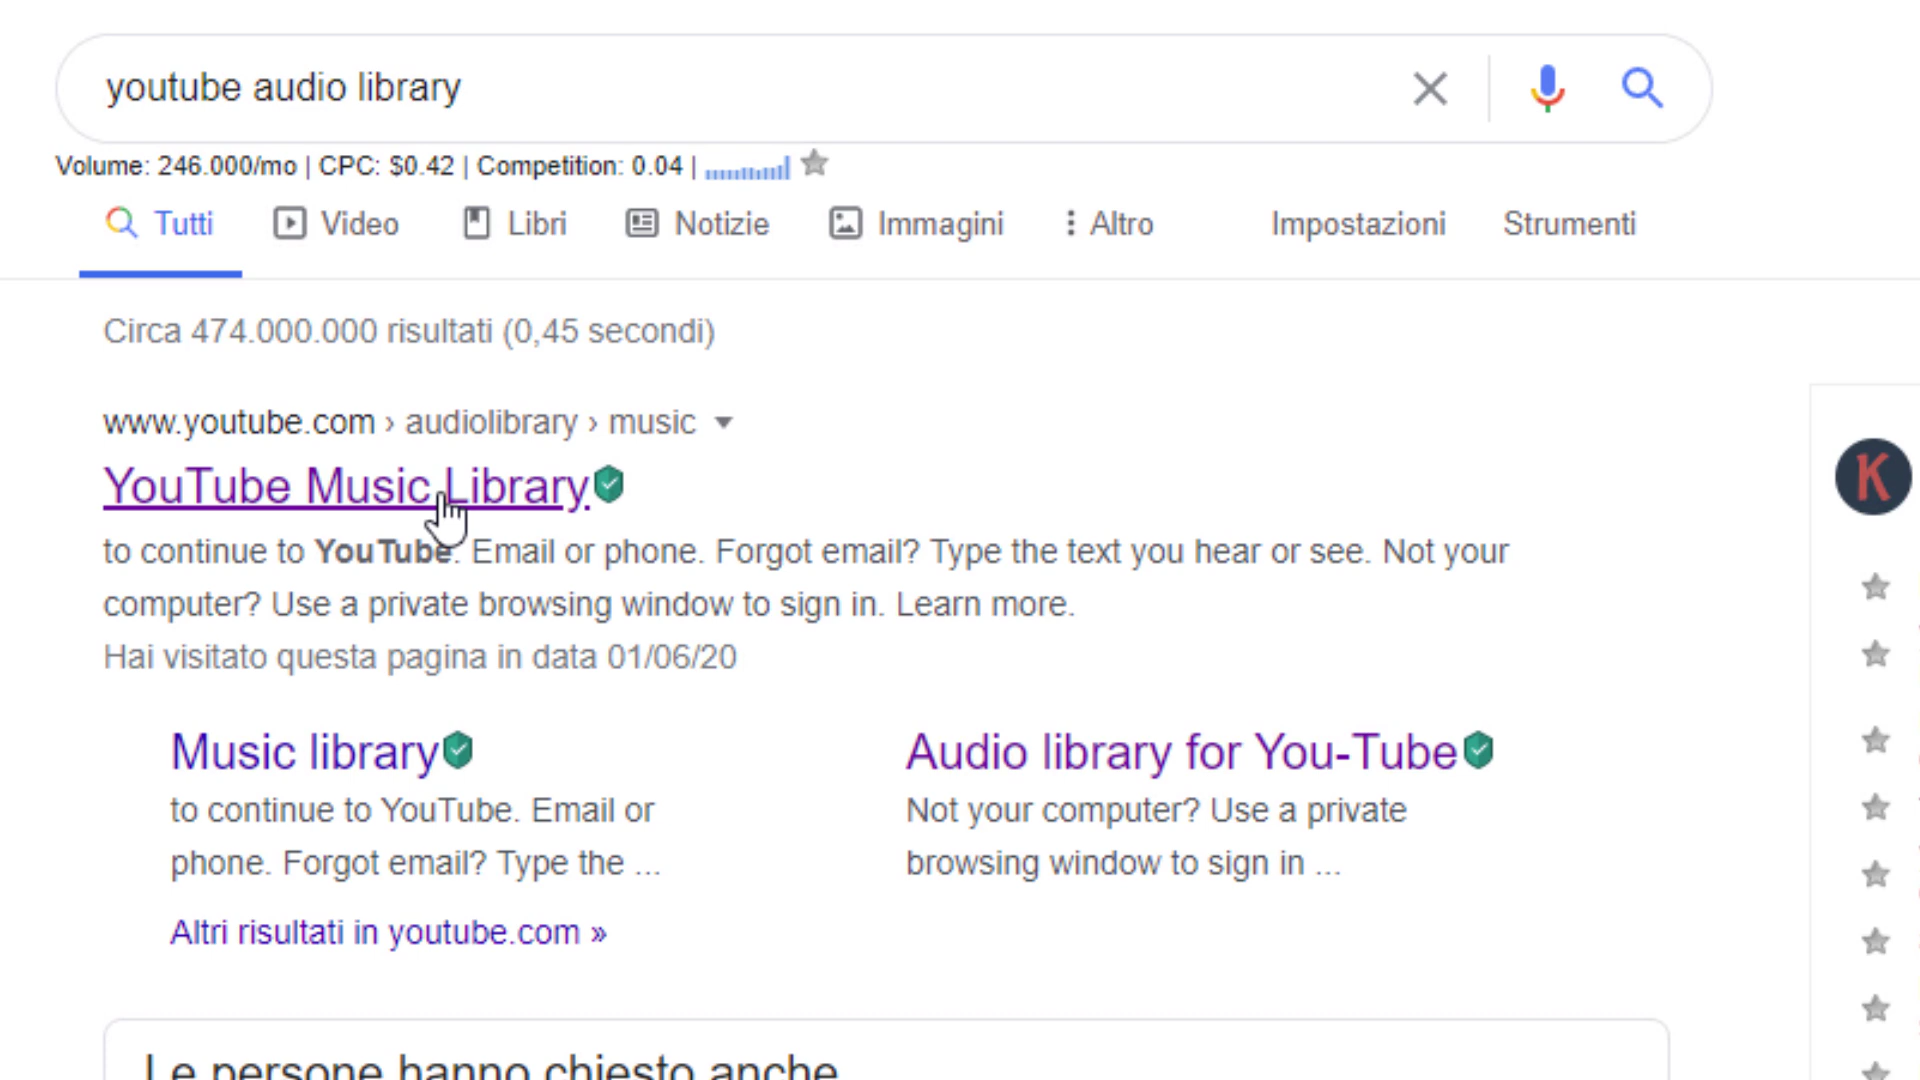 youtube audio library
Volume: 246.000/mo | CPC: $0.42 | Competition: 0.04 |
Tutti Video Libri Notizie Immagini Altro Impostazioni Strumenti
Circa 474.000.000 risultati (0,45 secondi)
www.youtube.com › audiolibrary › music
YouTube Music Library
to continue to YouTube. Email or phone. Forgot email? Type the text you hear or see. Not your
computer? Use a private browsing window to sign in. Learn more.
Hai visitato questa pagina in data 01/06/20
Music library
to continue to YouTube. Email or
phone. Forgot email? Type the ...
Audio library for You-Tube
Not your computer? Use a private
browsing window to sign in ...
Altri risultati in youtube.com »
K
Le persone hanno chiesto anche